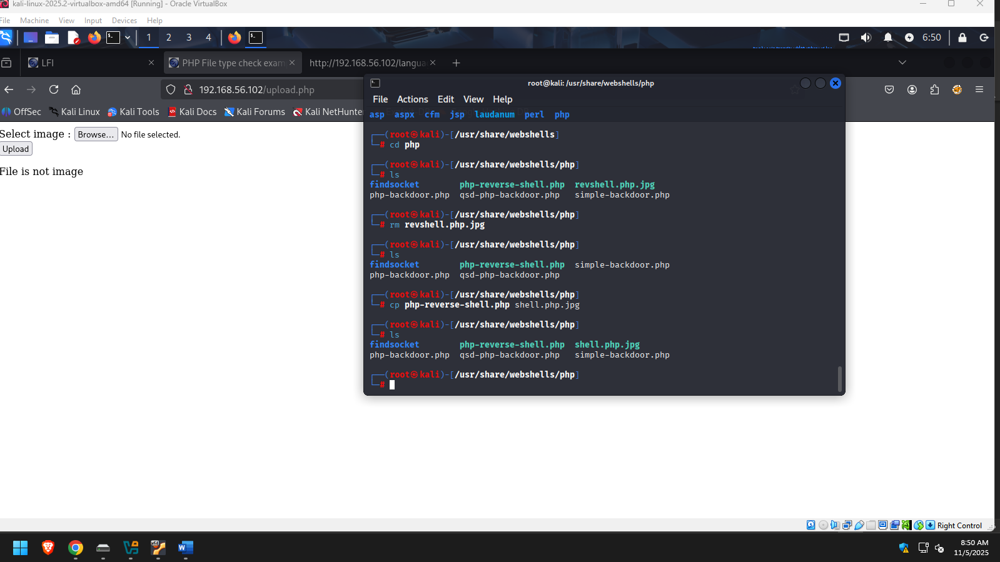 kali-linux-2025.2-virtualbox-amd64 [Running] - Oracle VirtualBox
File Machine View Input Devices Help
1 2 3 4 6:50
LFI PHP File type check exam http://192.168.56.102/langua
192.168.56.102/upload.php
OffSec Kali Linux Kali Tools Kali Docs Kali Forums Kali NetHunte
Select image : Browse... No file selected.
Upload
File is not image
root@kali: /usr/share/webshells/php
File Actions Edit View Help
asp aspx cfm jsp laudanum perl php
┌──(root㉿kali)-[/usr/share/webshells]
└─# cd php
┌──(root㉿kali)-[/usr/share/webshells/php]
└─# ls
findsocket php-reverse-shell.php revshell.php.jpg
php-backdoor.php qsd-php-backdoor.php simple-backdoor.php
┌──(root㉿kali)-[/usr/share/webshells/php]
└─# rm revshell.php.jpg
┌──(root㉿kali)-[/usr/share/webshells/php]
└─# ls
findsocket php-reverse-shell.php simple-backdoor.php
php-backdoor.php qsd-php-backdoor.php
┌──(root㉿kali)-[/usr/share/webshells/php]
└─# cp php-reverse-shell.php shell.php.jpg
┌──(root㉿kali)-[/usr/share/webshells/php]
└─# ls
findsocket php-reverse-shell.php shell.php.jpg
php-backdoor.php qsd-php-backdoor.php simple-backdoor.php
┌──(root㉿kali)-[/usr/share/webshells/php]
└─#
Right Control
8:50 AM
11/5/2025